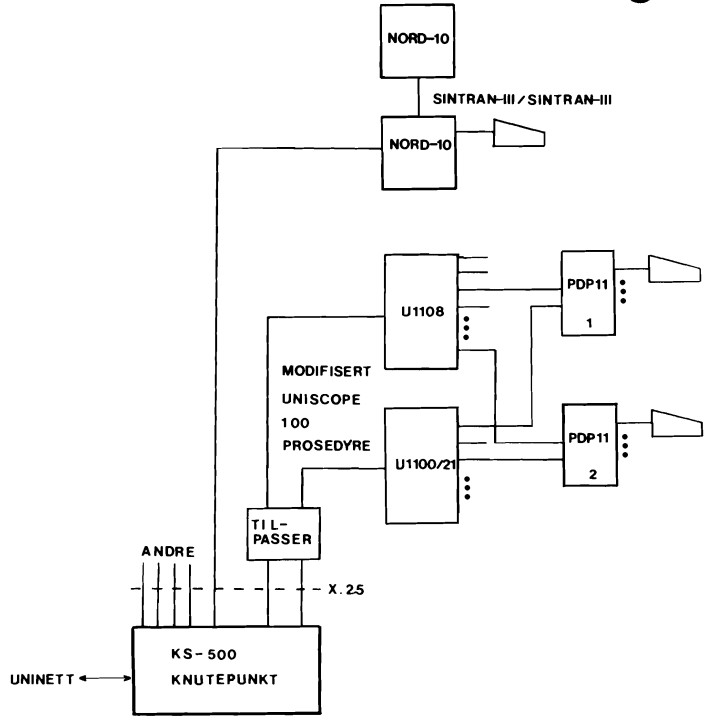 NORD-10
SINTRAN-III/SINTRAN-III
NORD-10
PDP11
1
U1108
MODIFISERT
UNISCOPE
100
PROSEDYRE
PDP11
2
U1100/21
TIL-
PASSER
ANDRE
X.25
KS-500
KNUTEPUNKT
UNINETT